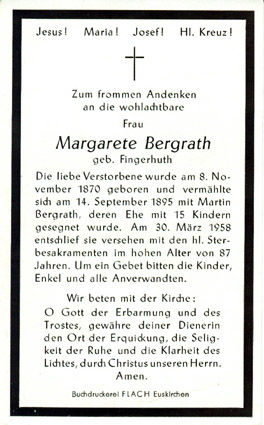 Jesus! Maria! Josef! Hl. Kreuz!
Zum frommen Andenken
an die wohlachtbare
Frau
Margarete Bergrath
geb. Fingerhuth
Die liebe Verstorbene wurde am 8. No-
vember 1870 geboren und vermählte
sich am 14. September 1895 mit Martin
Bergrath, deren Ehe mit 15 Kindern
gesegnet wurde. Am 30. März 1958
entschlief sie versehen mit den hl. Ster-
besakramenten im hohen Alter von 87
Jahren. Um ein Gebet bitten die Kinder,
Enkel und alle Anverwandten.
Wir beten mit der Kirche:
O Gott der Erbarmung und des
Trostes, gewähre deiner Dienerin
den Ort der Erquickung, die Selig-
keit der Ruhe und die Klarheit des
Lichtes, durch Christus unseren Herrn.
Amen.
Buchdruckerei FLACH Euskirchen